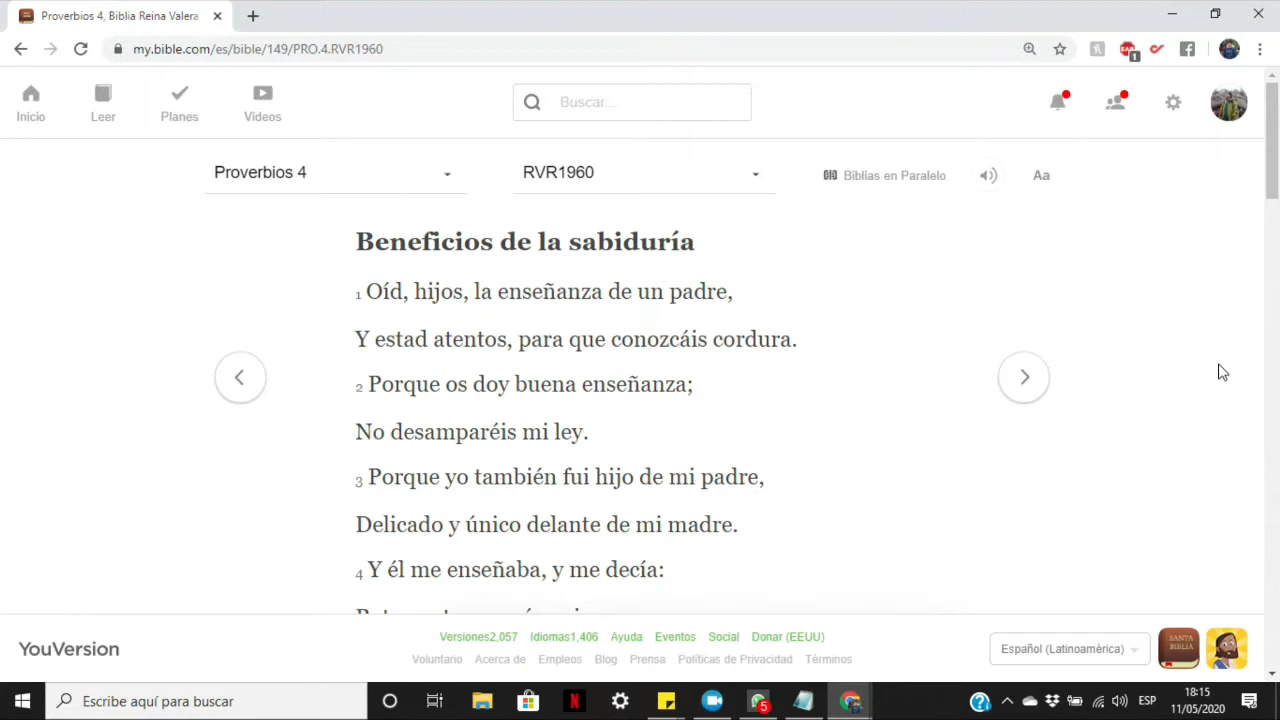 Proverbios 4, Biblia Reina Valera
my.bible.com/es/bible/149/PRO.4.RVR1960
1
Inicio
Leer
Planes
Videos
Buscar...
Proverbios 4
RVR1960
Biblias en Paralelo
Aa
Beneficios de la sabiduría
1 Oíd, hijos, la enseñanza de un padre,
Y estad atentos, para que conozcáis cordura.
2 Porque os doy buena enseñanza;
No desamparéis mi ley.
3 Porque yo también fui hijo de mi padre,
Delicado y único delante de mi madre.
4 Y él me enseñaba, y me decía:
YouVersion
Versiones2,057 Idiomas1,406 Ayuda Eventos Social Donar (EEUU)
Voluntario Acerca de Empleos Blog Prensa Políticas de Privacidad Términos
Español (Latinoamérica)
SANTA
BIBLIA
Escribe aquí para buscar
5
ESP
18:15
11/05/2020